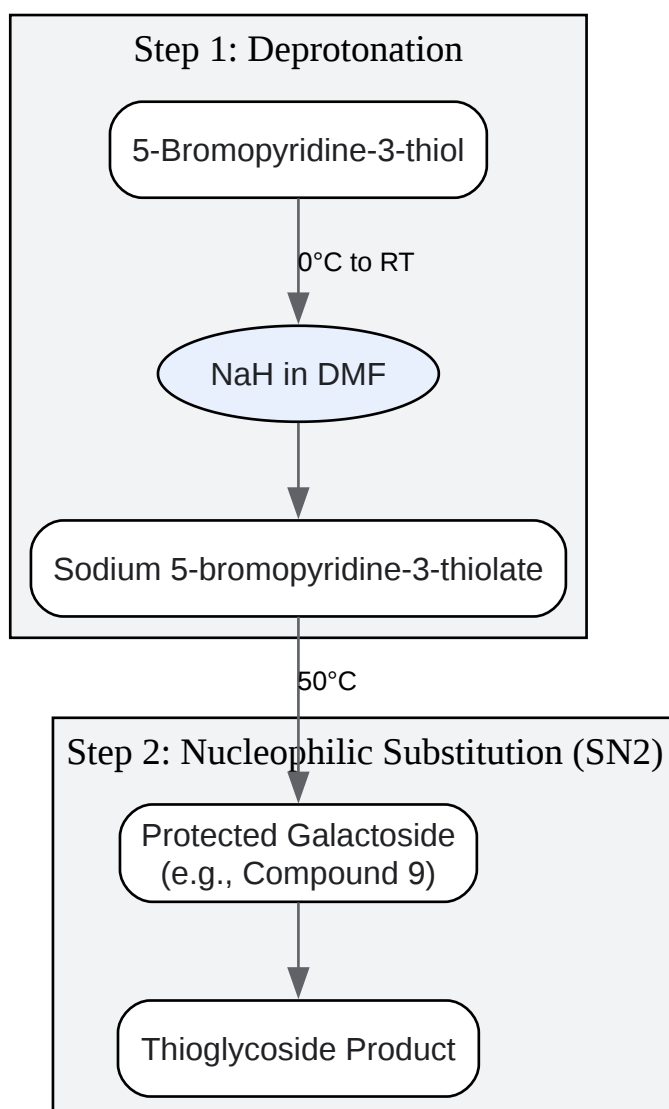 Step 1: Deprotonation
5-Bromopyridine-3-thiol
0°C to RT
NaH in DMF
Sodium 5-bromopyridine-3-thiolate
50°C
Step 2: Nucleophilic Substitution (SN2)
Protected Galactoside
(e.g., Compound 9)
Thioglycoside Product